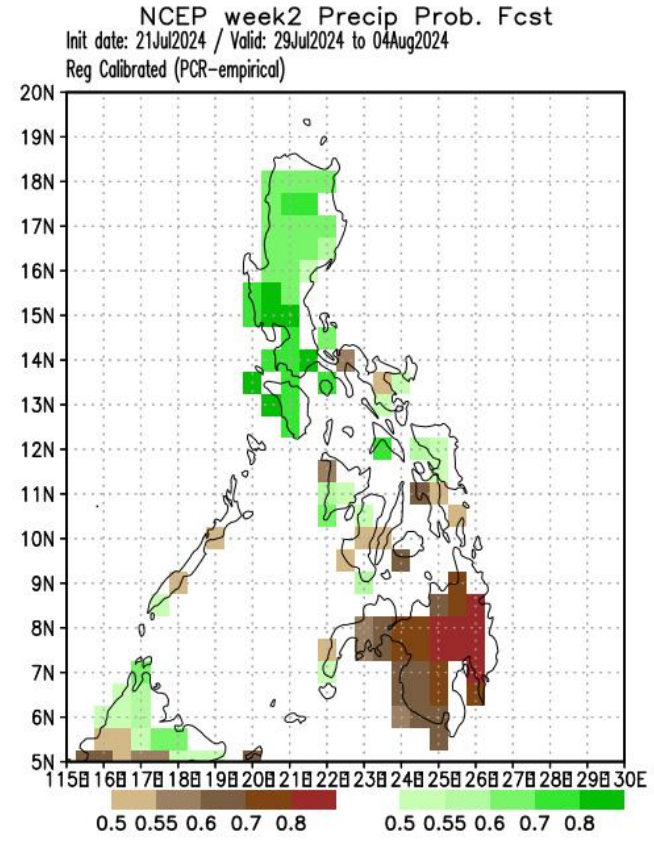 NCEP week2 Precip Prob. Fcst
Init date: 21Jul2024 / Valid: 29Jul2024 to 04Aug2024
Reg Calibrated (PCR-empirical)
20N
19N
18N
17N
16N
15N
14N
13N
12N
11N
10N
9N
8N
7N
6N
5N
115E 116E 117E 118E 119E 120E 121E 122E 123E 124E 125E 126E 127E 128E 129E 130E
0.5 0.55 0.6 0.7 0.8 0.5 0.55 0.6 0.7 0.8